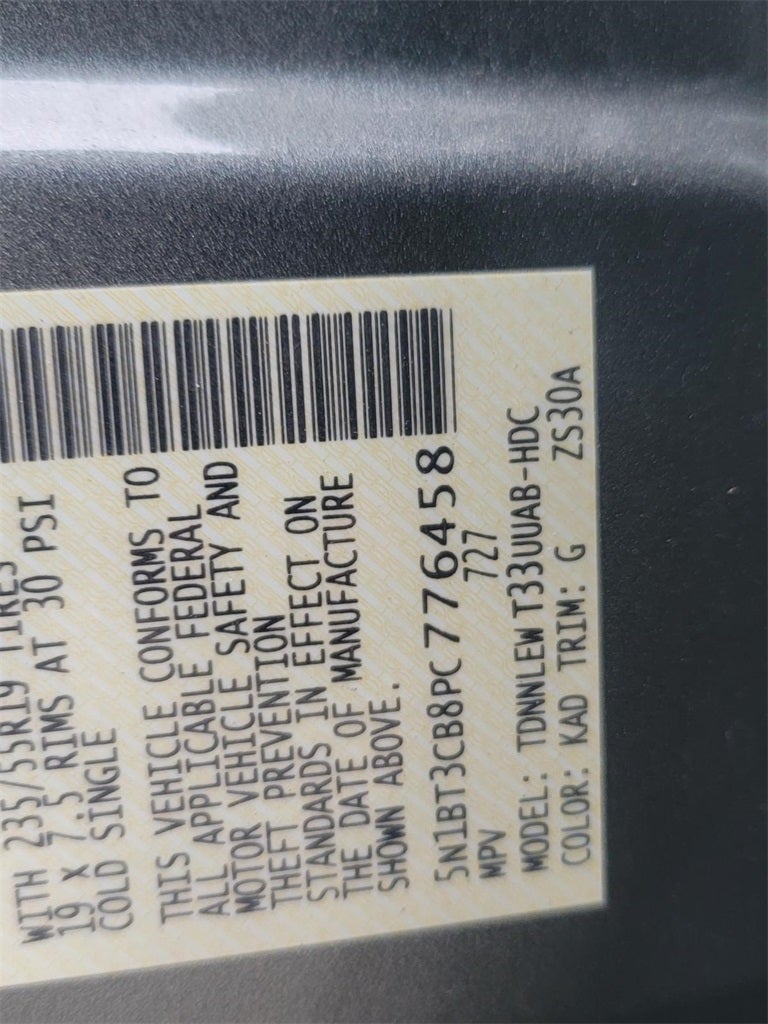 WITH 235/55R19 TIRES
19 X 7.5 RIMS AT 30 PSI
COLD SINGLE
THIS VEHICLE CONFORMS TO
ALL APPLICABLE FEDERAL
MOTOR VEHICLE SAFETY AND
THEFT PREVENTION
STANDARDS IN EFFECT ON
THE DATE OF MANUFACTURE
SHOWN ABOVE.
5N1BT3CB8PC776458
MPV 727
MODEL: TDNNLEW T33UUAB-HDC
COLOR: KAD TRIM: G ZS30A